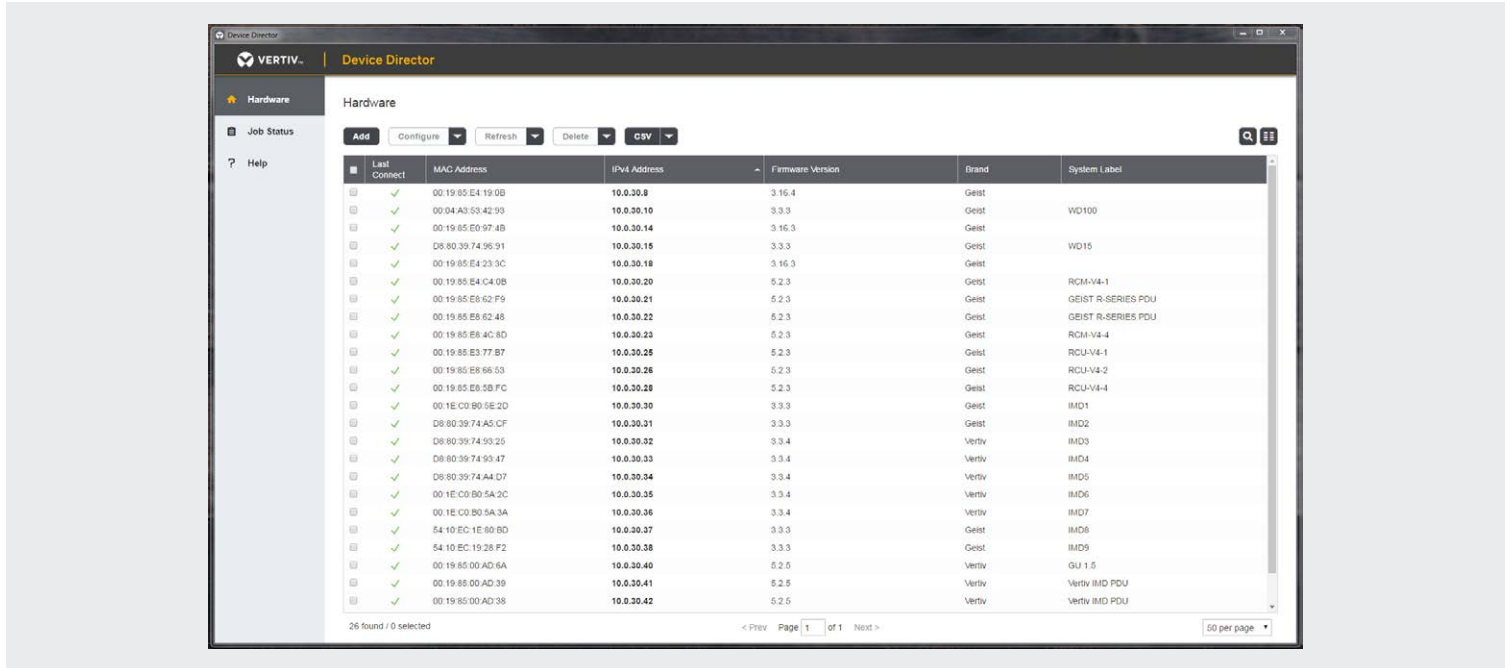 Device Director
VERTIV™ | Device Director
Hardware
Job Status
? Help
Hardware
Add Configure Refresh Delete CSV
Last Connect MAC Address IPv4 Address Firmware Version Brand System Label
00:19:85:E4:19:0B 10.0.30.8 3.16.4 Geist
00:04:A3:53:42:93 10.0.30.10 3.3.3 Geist WD100
00:19:85:E0:97:4B 10.0.30.14 3.16.3 Geist
D8:80:39:74:96:91 10.0.30.15 3.3.3 Geist WD15
00:19:85:E4:23:3C 10.0.30.18 3.16.3 Geist
00:19:85:E4:C4:0B 10.0.30.20 5.2.3 Geist RCM-V4-1
00:19:85:E8:62:F9 10.0.30.21 5.2.3 Geist GEIST R-SERIES PDU
00:19:85:E8:62:48 10.0.30.22 5.2.3 Geist GEIST R-SERIES PDU
00:19:85:E8:4C:8D 10.0.30.23 5.2.3 Geist RCM-V4-4
00:19:85:E3:77:B7 10.0.30.25 5.2.3 Geist RCU-V4-1
00:19:85:E8:66:53 10.0.30.26 5.2.3 Geist RCU-V4-2
00:19:85:E8:5B:FC 10.0.30.28 5.2.3 Geist RCU-V4-4
00:1E:C0:B0:5E:2D 10.0.30.30 3.3.3 Geist IMD1
D8:80:39:74:A5:CF 10.0.30.31 3.3.3 Geist IMD2
D8:80:39:74:93:25 10.0.30.32 3.3.4 Vertiv IMD3
D8:80:39:74:93:47 10.0.30.33 3.3.4 Vertiv IMD4
D8:80:39:74:A4:D7 10.0.30.34 3.3.4 Vertiv IMD5
00:1E:C0:B0:5A:2C 10.0.30.35 3.3.4 Vertiv IMD6
00:1E:C0:B0:5A:3A 10.0.30.36 3.3.4 Vertiv IMD7
54:10:EC:1E:60:BD 10.0.30.37 3.3.3 Geist IMD8
54:10:EC:19:28:F2 10.0.30.38 3.3.3 Geist IMD9
00:19:85:00:AD:6A 10.0.30.40 5.2.5 Vertiv GU 1.5
00:19:85:00:AD:39 10.0.30.41 5.2.5 Vertiv Vertiv IMD PDU
00:19:85:00:AD:38 10.0.30.42 5.2.5 Vertiv Vertiv IMD PDU
26 found / 0 selected < Prev Page 1 of 1 Next > 50 per page